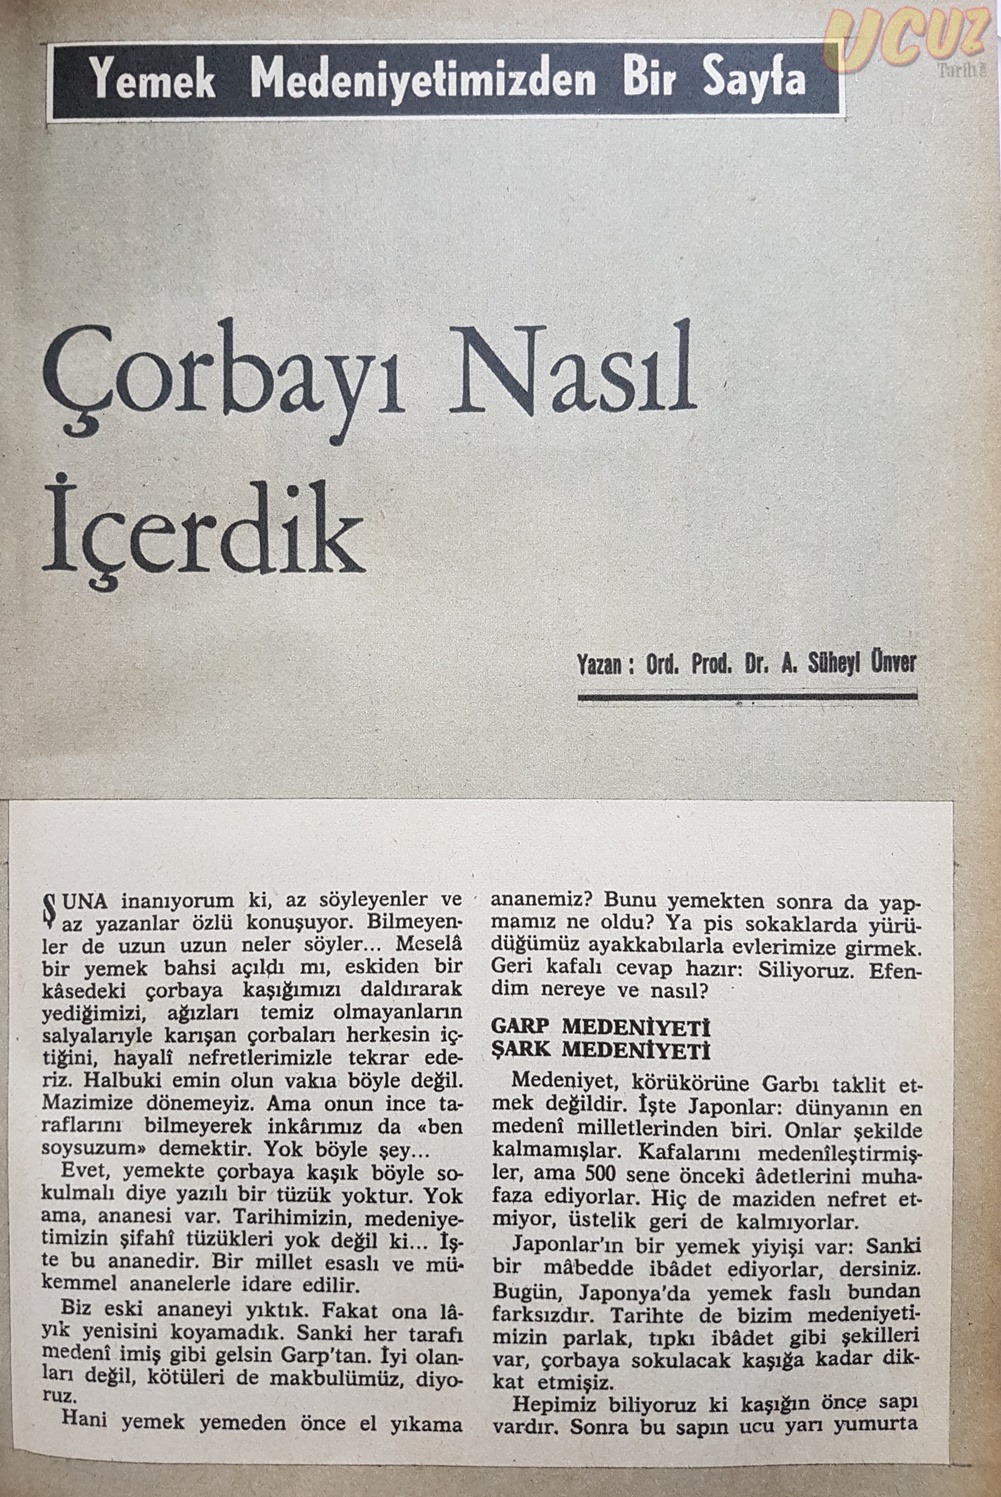 UCUZ
Tarih
Yemek Medeniyetimizden Bir Sayfa
Çorbayı Nasıl
İçerdik
Yazan : Ord. Prod. Dr. A. Süheyl Ünver
ŞUNA inanıyorum ki, az söyleyenler ve
az yazanlar özlü konuşuyor. Bilmeyen-
ler de uzun uzun neler söyler... Meselâ
bir yemek bahsi açıldı mı, eskiden bir
kâsedeki çorbaya kaşığımızı daldırarak
yediğimizi, ağızları temiz olmayanların
salyalarıyle karışan çorbaları herkesin iç-
tiğini, hayalî nefretlerimizle tekrar ede-
riz. Halbuki emin olun vakıa böyle değil.
Mazimize dönemeyiz. Ama onun ince ta-
raflarını bilmeyerek inkârımız da «ben
soysuzum» demektir. Yok böyle şey...
Evet, yemekte çorbaya kaşık böyle so-
kulmalı diye yazılı bir tüzük yoktur. Yok
ama, ananesi var. Tarihimizin, medeniye-
timizin şifahî tüzükleri yok değil ki... İş-
te bu ananedir. Bir millet esaslı ve mü-
kemmel ananelerle idare edilir.
Biz eski ananeyi yıktık. Fakat ona lâ-
yık yenisini koyamadık. Sanki her tarafı
medenî imiş gibi gelsin Garp'tan. İyi olan-
ları değil, kötüleri de makbulümüz, diyo-
ruz.
Hani yemek yemeden önce el yıkama
ananemiz? Bunu yemekten sonra da yap-
mamız ne oldu? Ya pis sokaklarda yürü-
düğümüz ayakkabılarla evlerimize girmek.
Geri kafalı cevap hazır: Siliyoruz. Efen-
dim nereye ve nasıl?
GARP MEDENİYETİ
ŞARK MEDENİYETİ
Medeniyet, körükörüne Garbı taklit et-
mek değildir. İşte Japonlar: dünyanın en
medenî milletlerinden biri. Onlar şekilde
kalmamışlar. Kafalarını medenîleştirmiş-
ler, ama 500 sene önceki âdetlerini muha-
faza ediyorlar. Hiç de maziden nefret et-
miyor, üstelik geri de kalmıyorlar.
Japonlar'ın bir yemek yiyişi var: Sanki
bir mâbedde ibâdet ediyorlar, dersiniz.
Bugün, Japonya'da yemek faslı bundan
farksızdır. Tarihte de bizim medeniyeti-
mizin parlak, tıpkı ibâdet gibi şekilleri
var, çorbaya sokulacak kaşığa kadar dik-
kat etmişiz.
Hepimiz biliyoruz ki kaşığın önce sapı
vardır. Sonra bu sapın ucu yarı yumurta